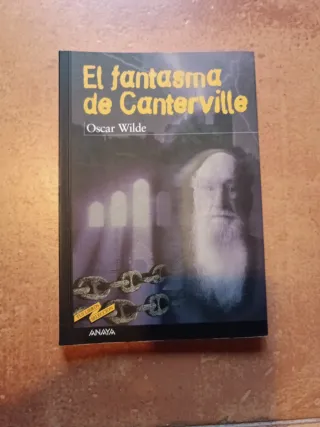 El fantasma
de Canterville
Oscar Wilde
ANAYA